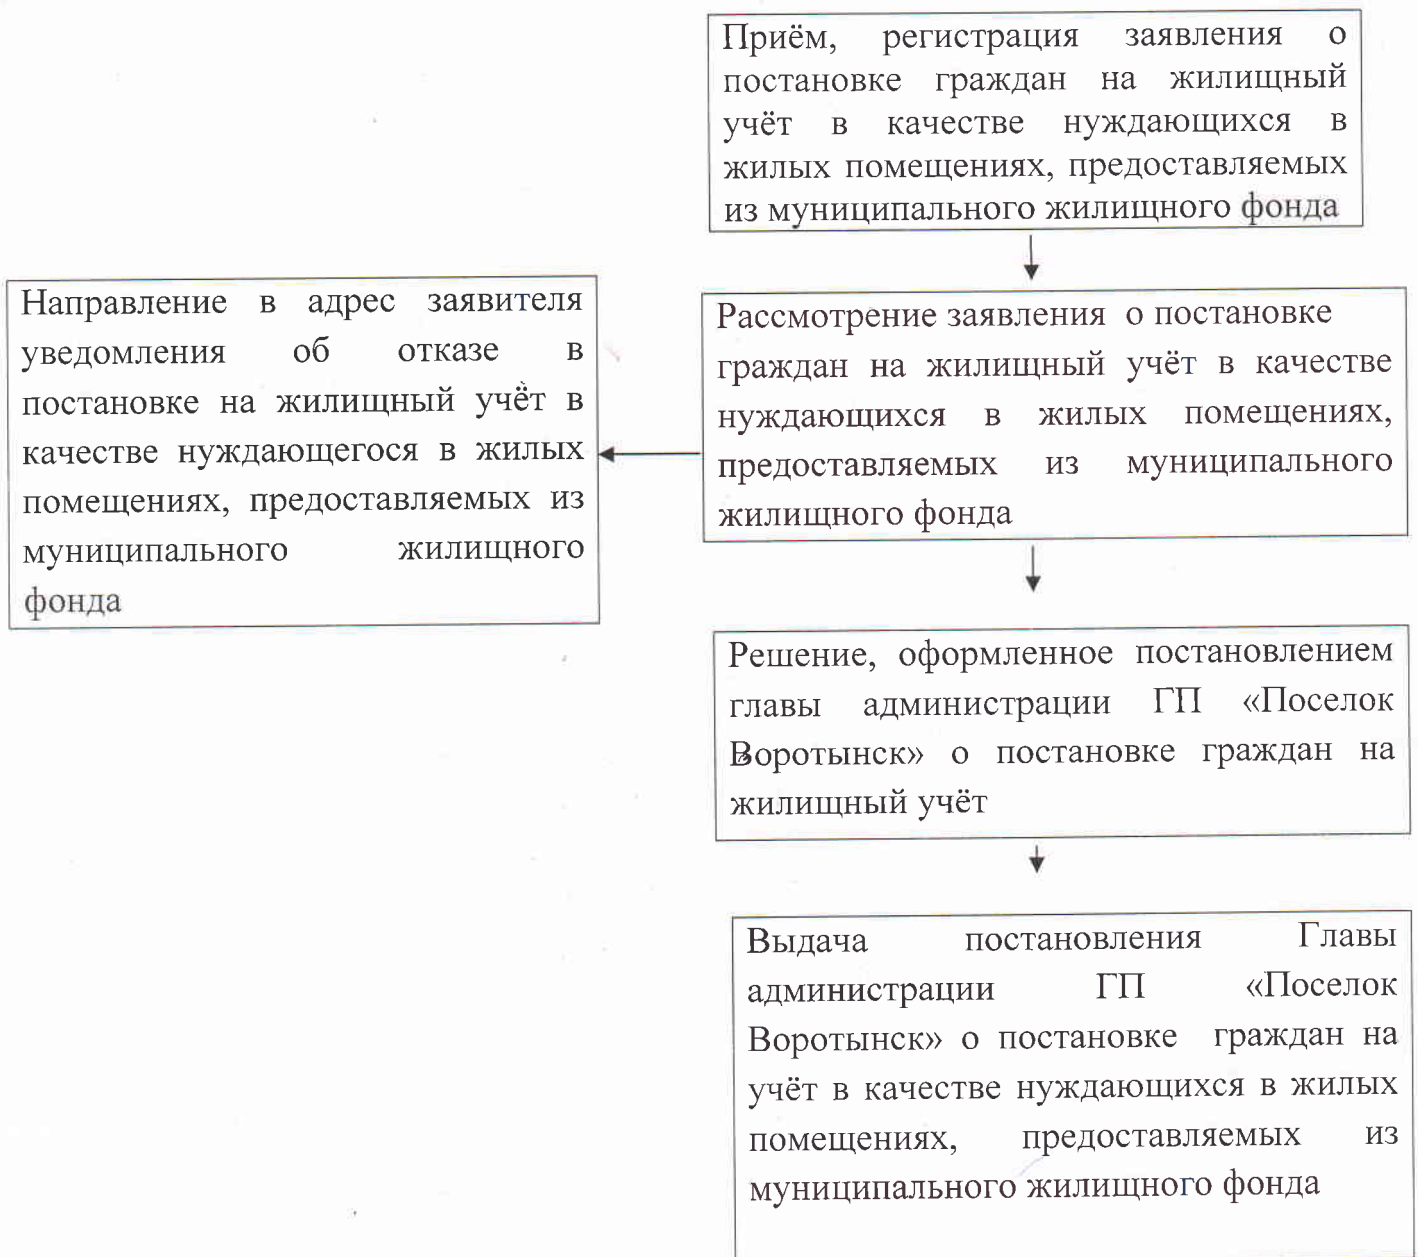 Приём, регистрация заявления о
постановке граждан на жилищный
учёт в качестве нуждающихся в
жилых помещениях, предоставляемых
из муниципального жилищного фонда
Направление в адрес заявителя
уведомления об отказе в
постановке на жилищный учёт в
качестве нуждающегося в жилых
помещениях, предоставляемых из
муниципального жилищного
фонда
Рассмотрение заявления о постановке
граждан на жилищный учёт в качестве
нуждающихся в жилых помещениях,
предоставляемых из муниципального
жилищного фонда
Решение, оформленное постановлением
главы администрации ГП «Поселок
Воротынск» о постановке граждан на
жилищный учёт
Выдача постановления Главы
администрации ГП «Поселок
Воротынск» о постановке граждан на
учёт в качестве нуждающихся в жилых
помещениях, предоставляемых из
муниципального жилищного фонда